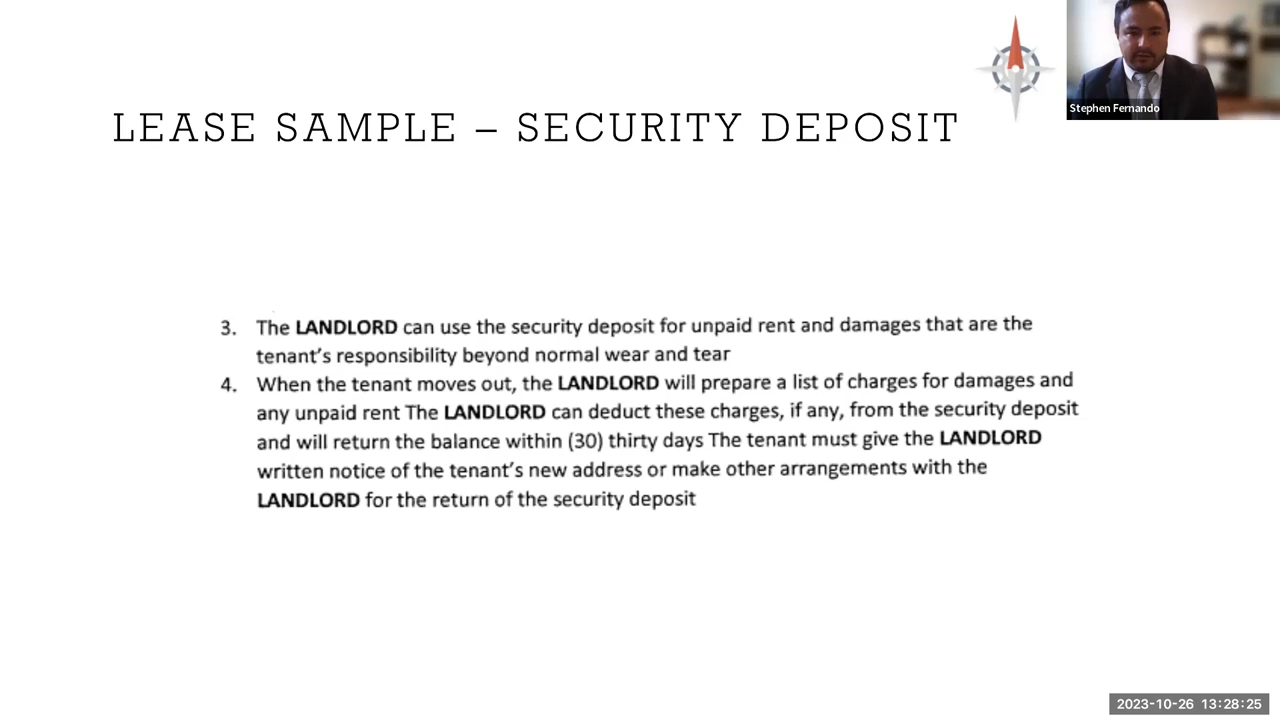 Stephen Fernando
LEASE SAMPLE – SECURITY DEPOSIT
3. The LANDLORD can use the security deposit for unpaid rent and damages that are the
tenant's responsibility beyond normal wear and tear
4. When the tenant moves out, the LANDLORD will prepare a list of charges for damages and
any unpaid rent The LANDLORD can deduct these charges, if any, from the security deposit
and will return the balance within (30) thirty days The tenant must give the LANDLORD
written notice of the tenant's new address or make other arrangements with the
LANDLORD for the return of the security deposit
2023-10-26 13:28:25